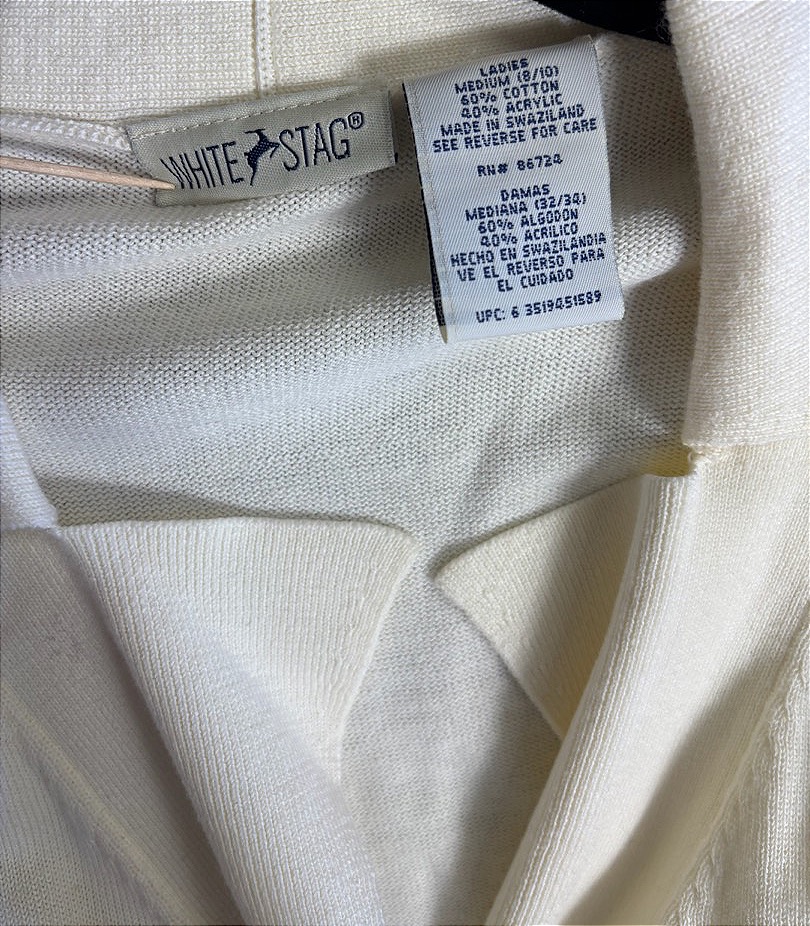 WHITE STAG®
LADIES
MEDIUM (8/10)
60% COTTON
40% ACRYLIC
MADE IN SWAZILAND
SEE REVERSE FOR CARE
RN# 86724
DAMAS
MEDIANA (32/34)
60% ALGODON
40% ACRILICO
HECHO EN SWAZILANDIA
VE EL REVERSO PARA
EL CUIDADO
UPC: 6 3519451589